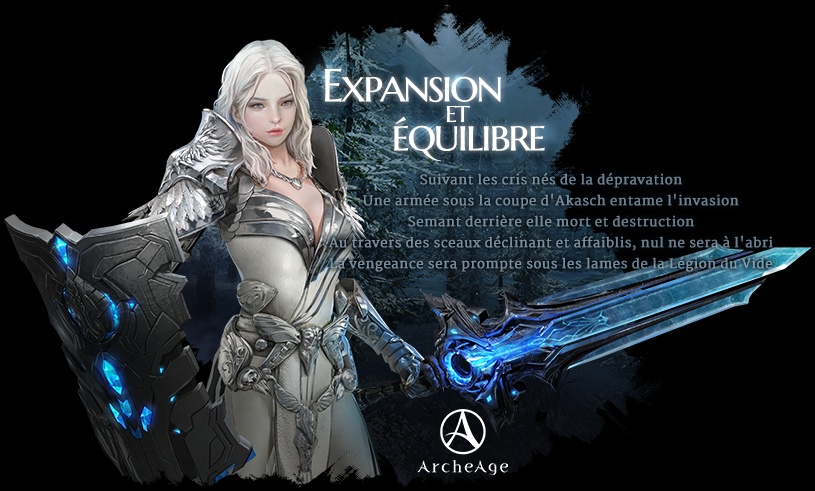 EXPANSION
ET
ÉQUILIBRE
Suivant les cris nés de la dépravation
Une armée sous la coupe d'Akasch entame l'invasion
Semant derrière elle mort et destruction
Au travers des sceaux déclinant et affaiblis, nul ne sera à l'abri
La vengeance sera prompte sous les lames de la Légion du Vide
ArcheAge